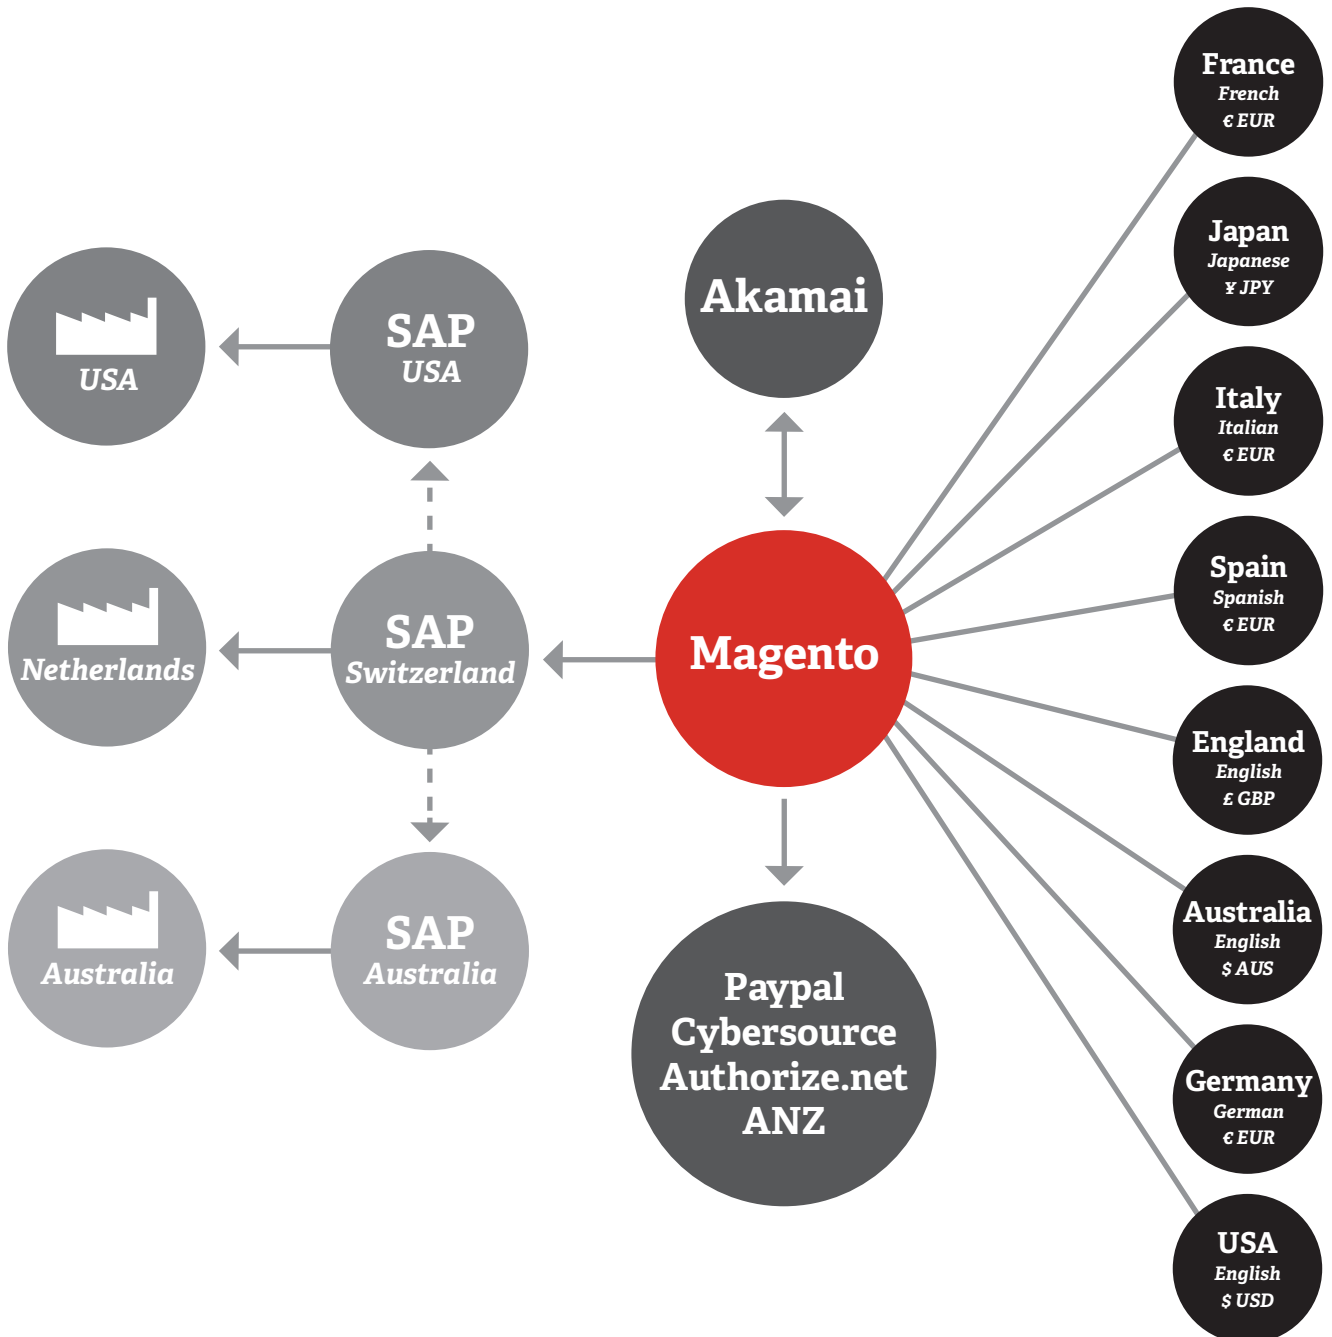 USA
SAP
USA
Netherlands
SAP
Switzerland
Australia
SAP
Australia
Akamai
Magento
Paypal
Cybersource
Authorize.net
ANZ
France
French
€ EUR
Japan
Japanese
¥ JPY
Italy
Italian
€ EUR
Spain
Spanish
€ EUR
England
English
£ GBP
Australia
English
$ AUS
Germany
German
€ EUR
USA
English
$ USD